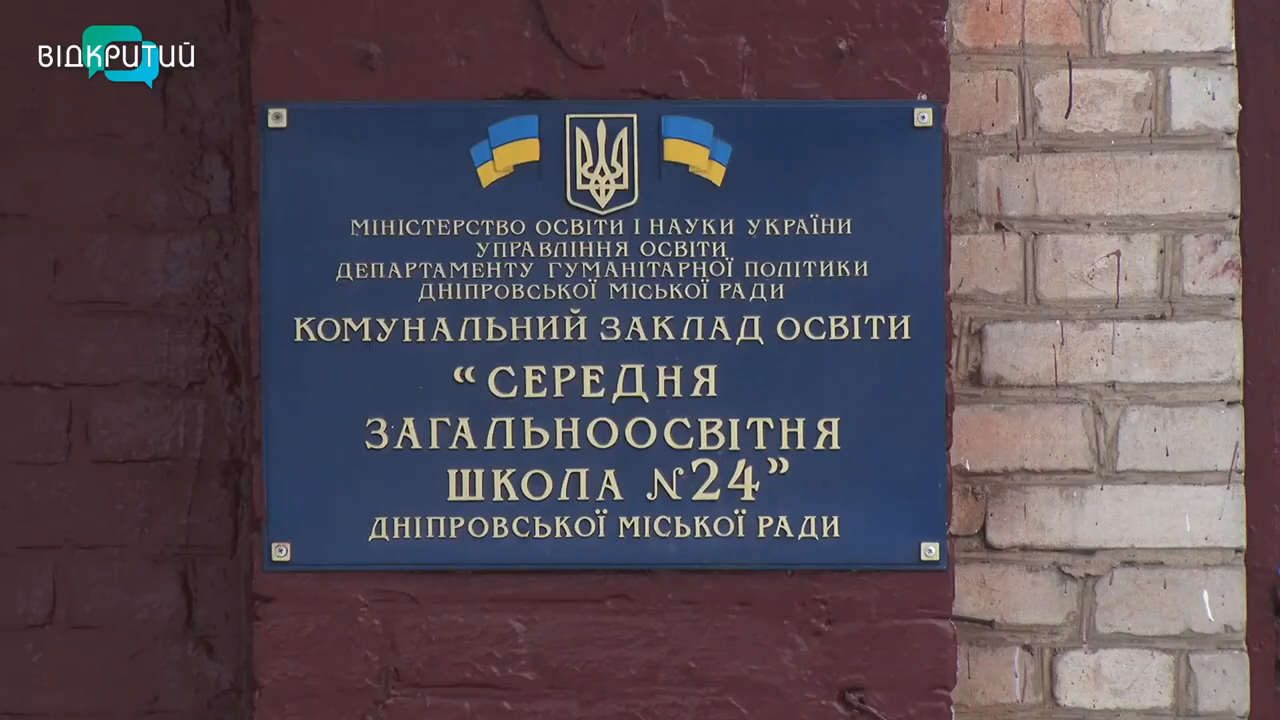 ВІДКРИТИЙ
МІНІСТЕРСТВО ОСВІТИ І НАУКИ УКРАЇНИ
УПРАВЛІННЯ ОСВІТИ
ДЕПАРТАМЕНТУ ГУМАНІТАРНОЇ ПОЛІТИКИ
ДНІПРОВСЬКОЇ МІСЬКОЇ РАДИ
КОМУНАЛЬНИЙ ЗАКЛАД ОСВІТИ
“СЕРЕДНЯ
ЗАГАЛЬНООСВІТНЯ
ШКОЛА №24”
ДНІПРОВСЬКОЇ МІСЬКОЇ РАДИ